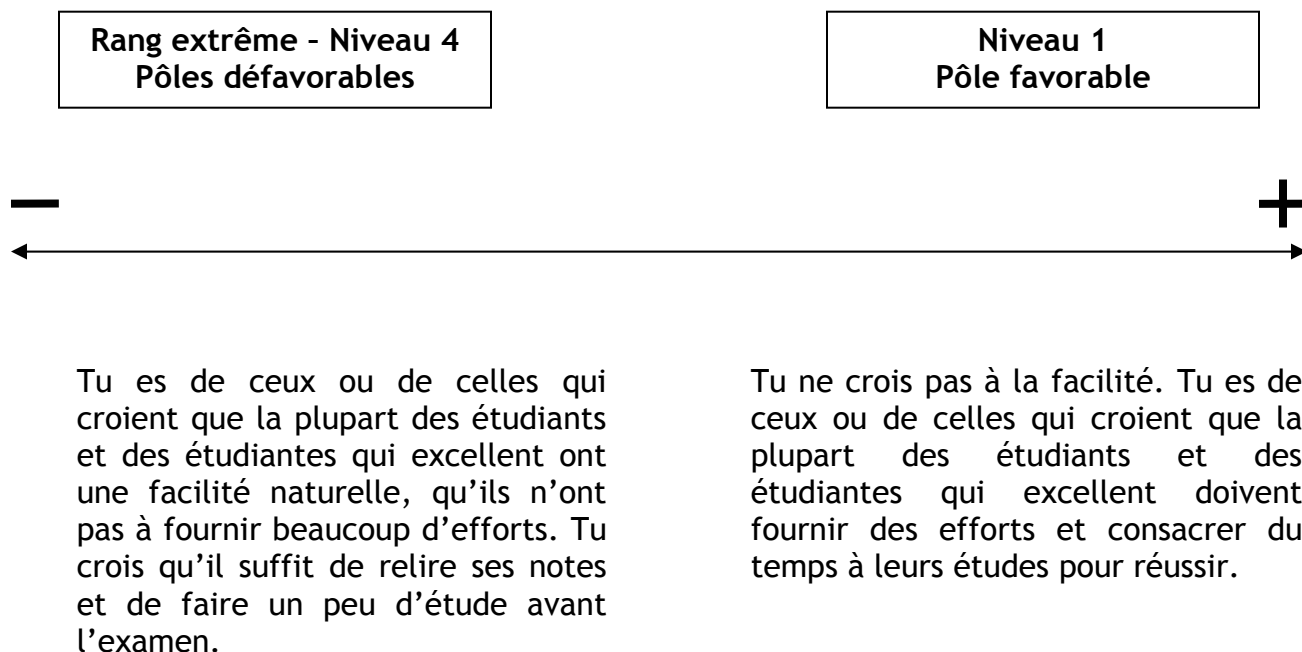 Rang extrême – Niveau 4
Pôles défavorables
Niveau 1
Pôle favorable
– +
Tu es de ceux ou de celles qui
croient que la plupart des étudiants
et des étudiantes qui excellent ont
une facilité naturelle, qu’ils n’ont
pas à fournir beaucoup d’efforts. Tu
crois qu’il suffit de relire ses notes
et de faire un peu d’étude avant
l’examen.
Tu ne crois pas à la facilité. Tu es de
ceux ou de celles qui croient que la
plupart des étudiants et des
étudiantes qui excellent doivent
fournir des efforts et consacrer du
temps à leurs études pour réussir.